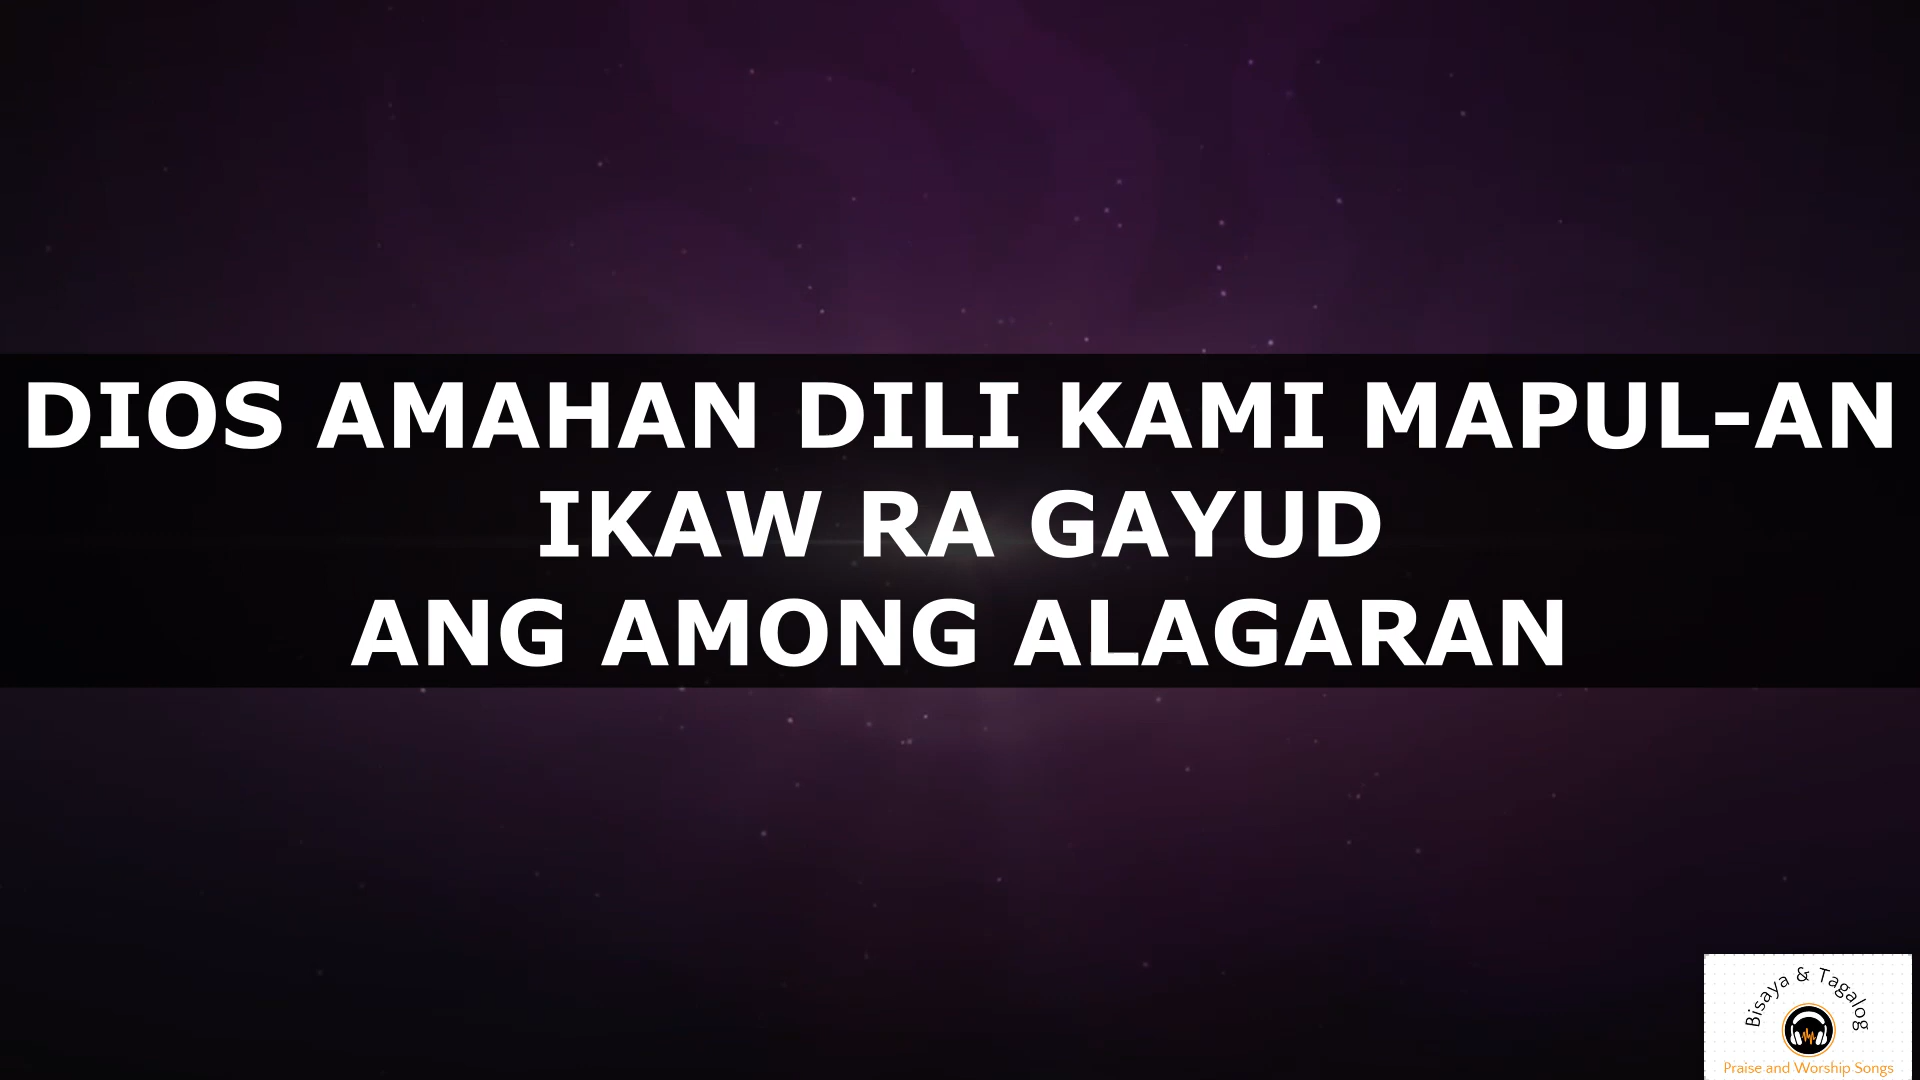 DIOS AMAHAN DILI KAMI MAPUL-AN
IKAW RA GAYUD
ANG AMONG ALAGARAN
Bisaya & Tagalog
Praise and Worship Songs